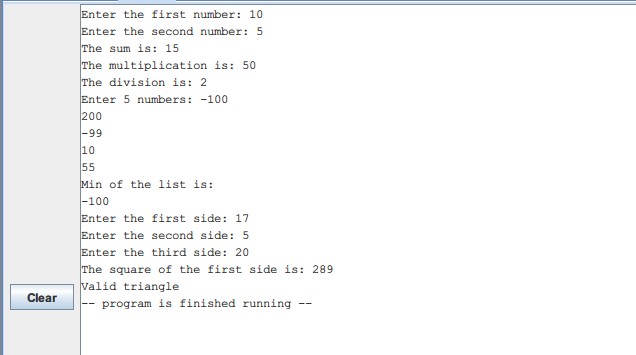 Enter the first number: 10
Enter the second number: 5
The sum is: 15
The multiplication is: 50
The division is: 2
Enter 5 numbers: -100
200
-99
10
55
Min of the list is:
-100
Enter the first side: 17
Enter the second side: 5
Enter the third side: 20
The square of the first side is: 289
Valid triangle
-- program is finished running --
Clear